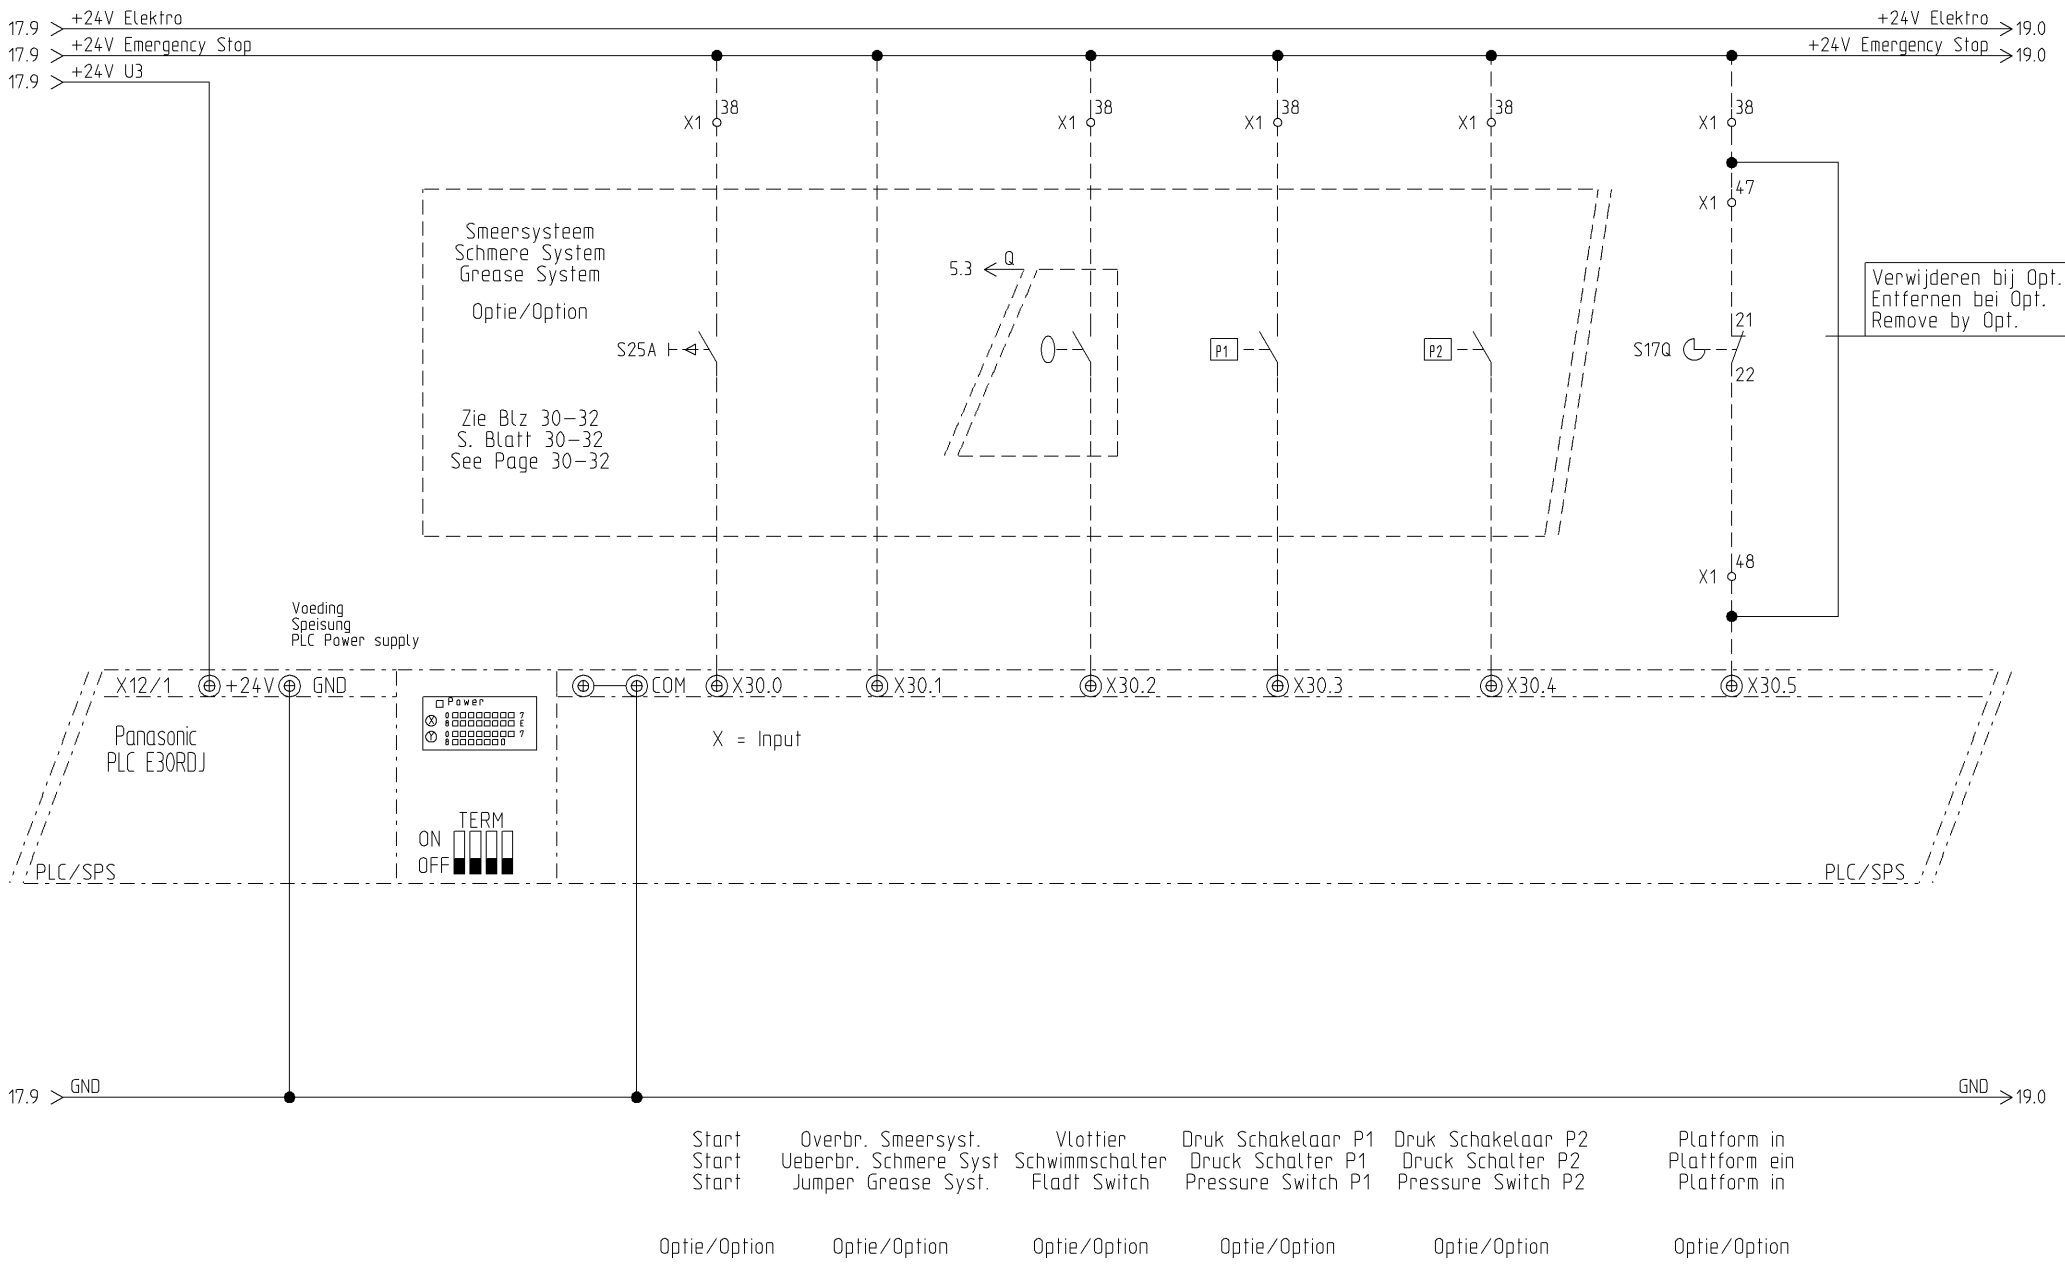 17.9 +24V Elektro +24V Elektro 19.0
17.9 +24V Emergency Stop +24V Emergency Stop 19.0
17.9 +24V U3
38 38 38 38 38
X1 X1 X1 X1 X1
47
X1
Smeersysteem
Schmere System
Grease System
Optie/Option
5.3 Q
Verwijderen bij Opt.
Entfernen bei Opt.
Remove by Opt.
21
S25A P1 P2 S17Q
22
Zie Blz 30-32
S. Blatt 30-32
See Page 30-32
48
X1
Voeding
Speisung
PLC Power supply
X12/1 +24V GND COM X30.0 X30.1 X30.2 X30.3 X30.4 X30.5
Power
X 0 7
8 E
Y 0 7
8 0
Panasonic
PLC E30RDJ
X = Input
TERM
ON
OFF
PLC/SPS PLC/SPS
17.9 GND GND 19.0
Start Overbr. Smeersyst. Vlottier Druk Schakelaar P1 Druk Schakelaar P2 Platform in
Start Ueberbr. Schmere Syst Schwimmschalter Druck Schalter P1 Druck Schalter P2 Plattform ein
Start Jumper Grease Syst. Fladt Switch Pressure Switch P1 Pressure Switch P2 Platform in
Optie/Option Optie/Option Optie/Option Optie/Option Optie/Option Optie/Option